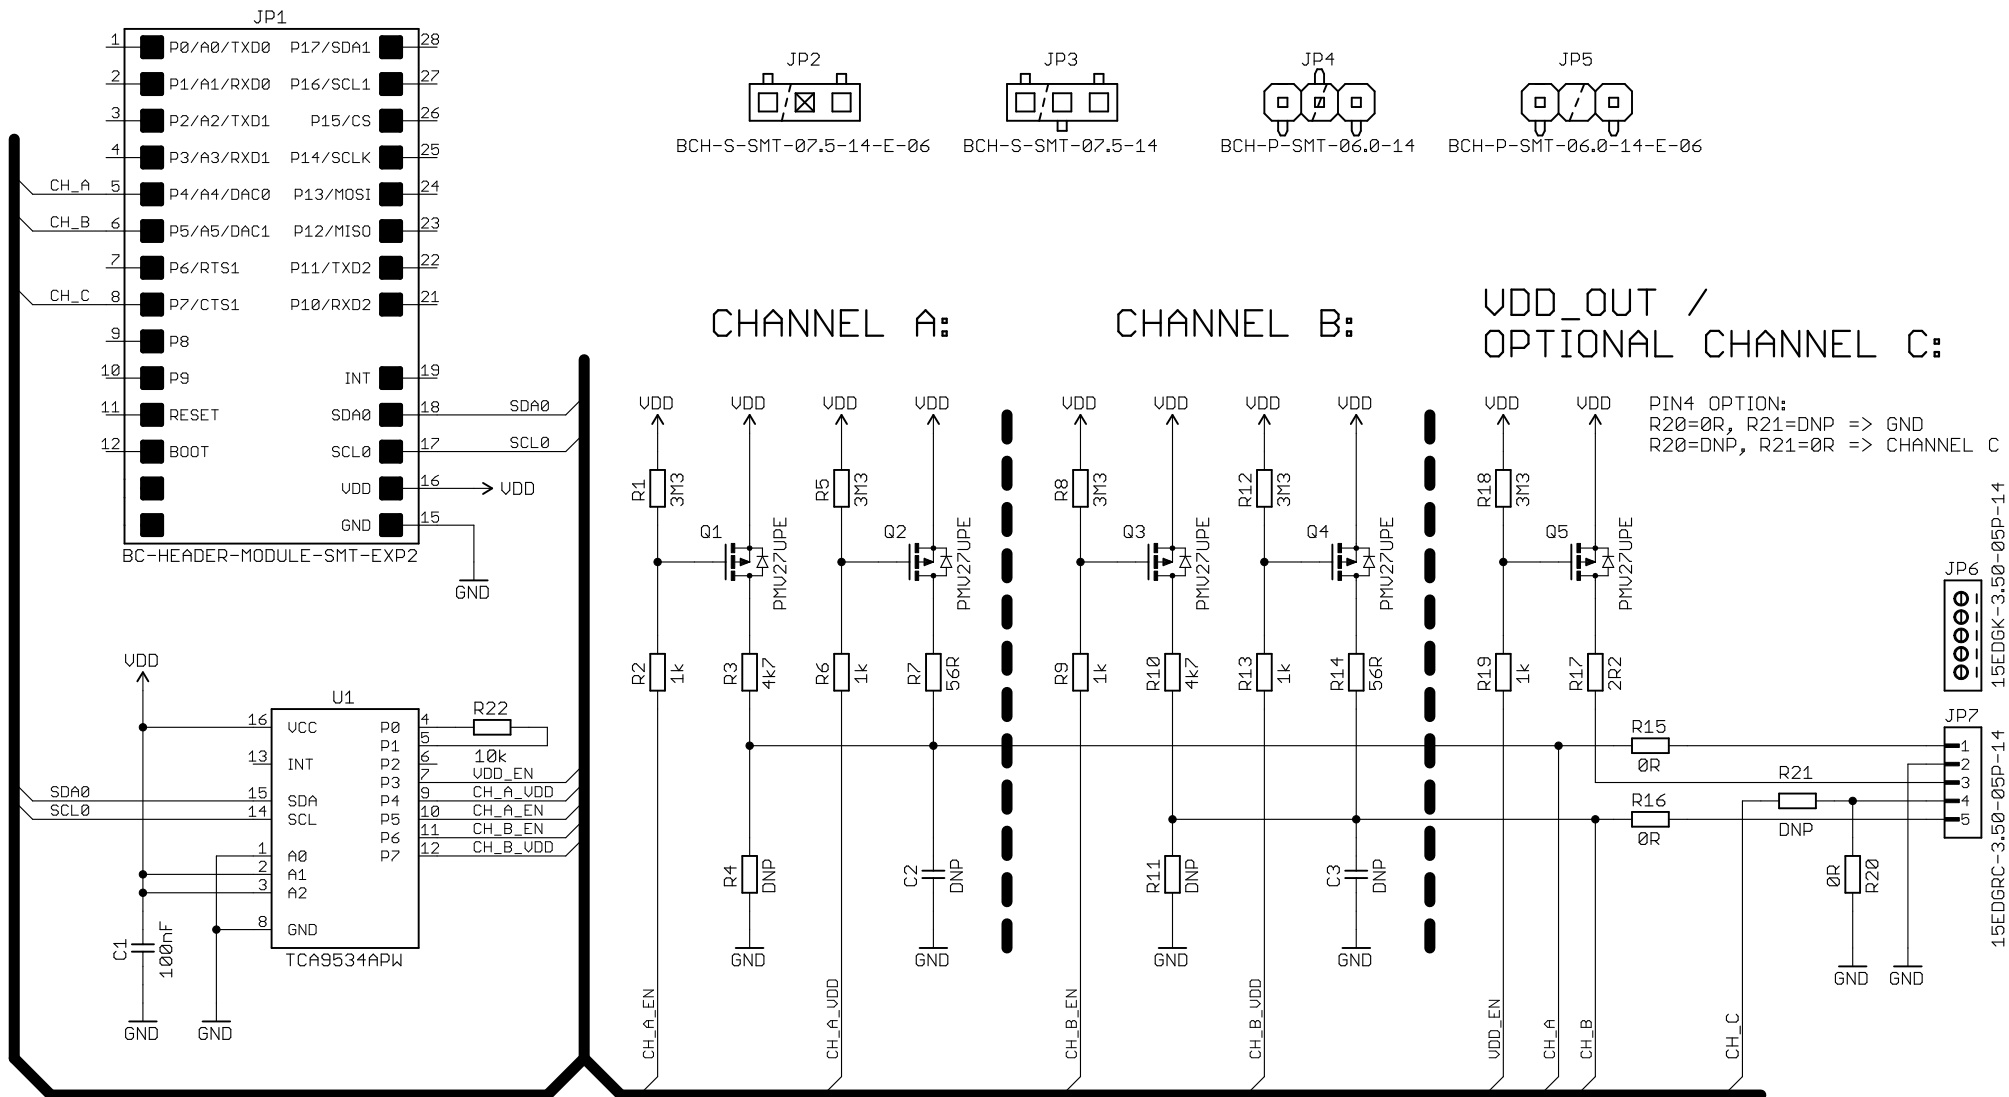 JP1
1 P0/A0/TXD0 P17/SDA1 28
2 P1/A1/RXD0 P16/SCL1 27
3 P2/A2/TXD1 P15/CS 26
4 P3/A3/RXD1 P14/SCLK 25
CH_A 5 P4/A4/DAC0 P13/MOSI 24
CH_B 6 P5/A5/DAC1 P12/MISO 23
7 P6/RTS1 P11/TXD2 22
CH_C 8 P7/CTS1 P10/RXD2 21
9 P8
10 P9 INT 19
11 RESET SDA0 18 SDA0
12 BOOT SCL0 17 SCL0
VDD 16 VDD
GND 15
BC-HEADER-MODULE-SMT-EXP2
GND
JP2
BCH-S-SMT-07.5-14-E-06
JP3
BCH-S-SMT-07.5-14
JP4
BCH-P-SMT-06.0-14
JP5
BCH-P-SMT-06.0-14-E-06
VDD
U1
16 VCC P0 4 R22
P1 5
10k
13 INT P2 6
P3 7 VDD_EN
SDA0 15 SDA P4 9 CH_A_VDD
SCL0 14 SCL P5 10 CH_A_EN
P6 11 CH_B_EN
1 A0 P7 12 CH_B_VDD
2 A1
3 A2
8 GND
TCA9534APW
C1
100nF
GND
GND
CHANNEL A:
VDD VDD VDD VDD
R1
3M3
R5
3M3
Q1
PMV27UPE
Q2
PMV27UPE
R2
1k
R3
4k7
R6
1k
R7
56R
R4
DNP
C2
DNP
GND GND
CH_A_EN
CH_A_VDD
CHANNEL B:
VDD VDD VDD VDD
R8
3M3
R12
3M3
Q3
PMV27UPE
Q4
PMV27UPE
R9
1k
R10
4k7
R13
1k
R14
56R
R11
DNP
C3
DNP
GND GND
CH_B_EN
CH_B_VDD
VDD_OUT /
OPTIONAL CHANNEL C:
VDD VDD
PIN4 OPTION:
R20=0R, R21=DNP => GND
R20=DNP, R21=0R => CHANNEL C
R18
3M3
Q5
PMV27UPE
R19
1k
R17
2R2
R15
0R
R16
0R
R21
DNP
0R
R20
GND GND
VDD_EN
CH_A
CH_B
CH_C
JP6
15EDGK-3.50-05P-14
JP7
1
2
3
4
5
15EDGRC-3.50-05P-14